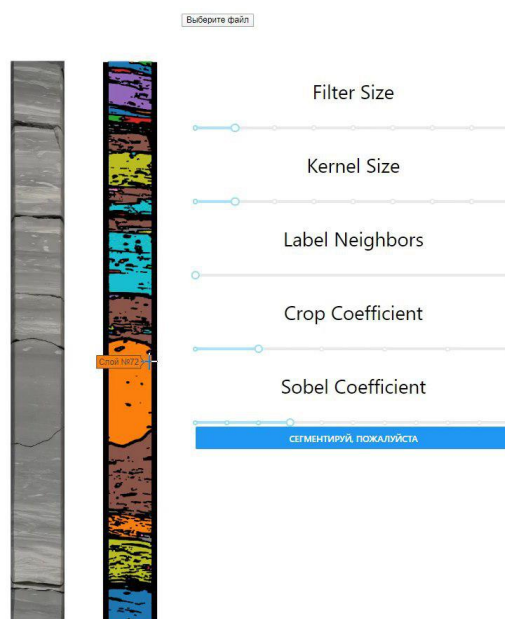 Выберите файл
Filter Size
Kernel Size
Label Neighbors
Crop Coefficient
Слой №72
Sobel Coefficient
СЕГМЕНТИРУЙ, ПОЖАЛУЙСТА